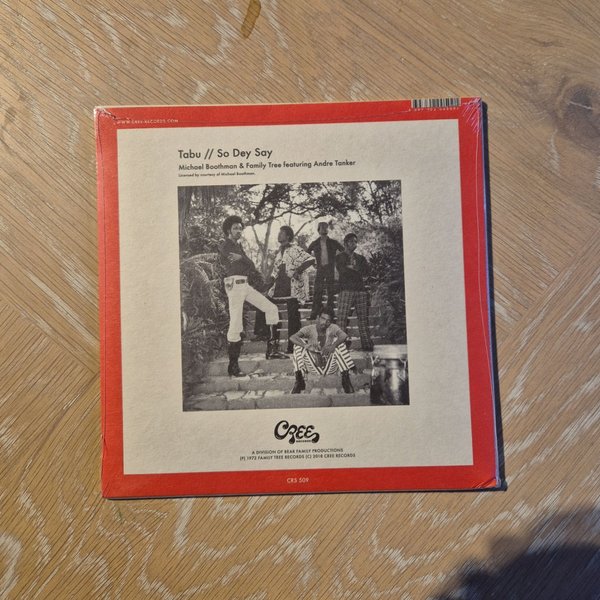 WWW.CREE-RECORDS.COM
Tabu // So Dey Say
Michael Boothman & Family Tree featuring Andre Tanker
Licensed by courtesy of Michael Boothman.
CREE
RECORDS
A DIVISION OF BEAR FAMILY PRODUCTIONS
(P) 1973 FAMILY TREE RECORDS (C) 2018 CREE RECORDS
CRS 509